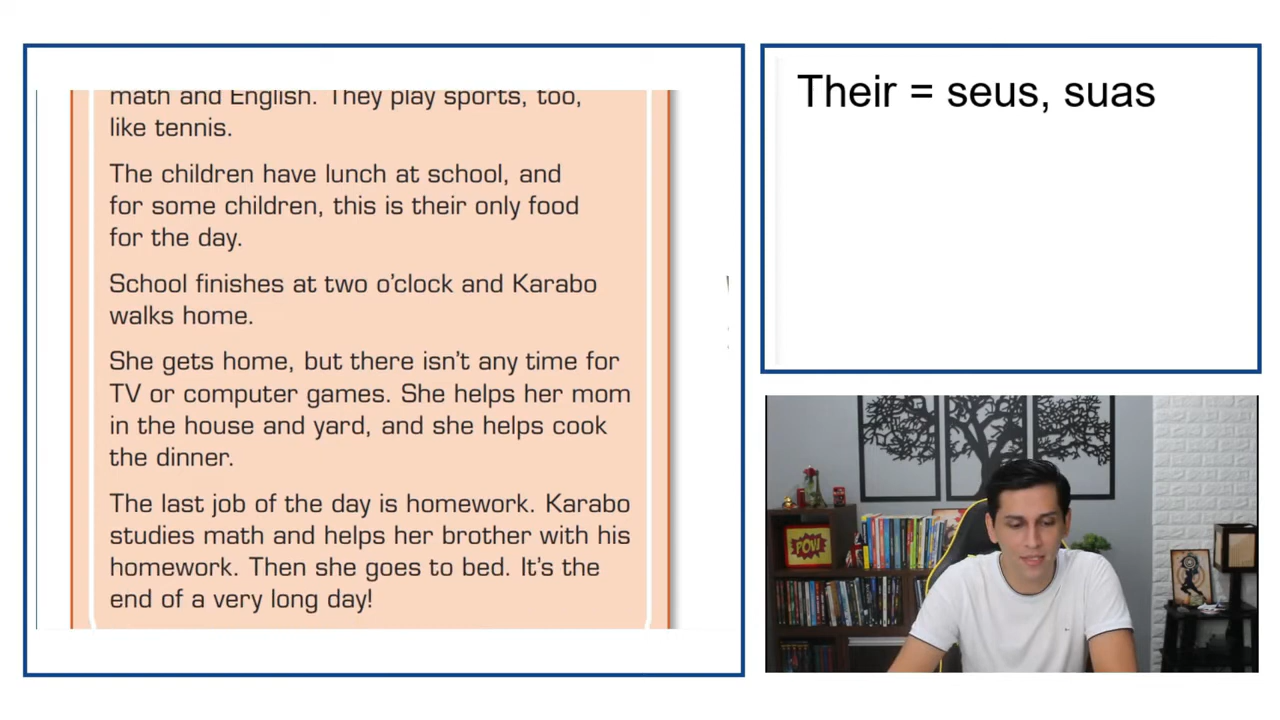 math and English. They play sports, too,
like tennis.
The children have lunch at school, and
for some children, this is their only food
for the day.
School finishes at two o'clock and Karabo
walks home.
She gets home, but there isn't any time for
TV or computer games. She helps her mom
in the house and yard, and she helps cook
the dinner.
The last job of the day is homework. Karabo
studies math and helps her brother with his
homework. Then she goes to bed. It's the
end of a very long day!
Their = seus, suas
POW!